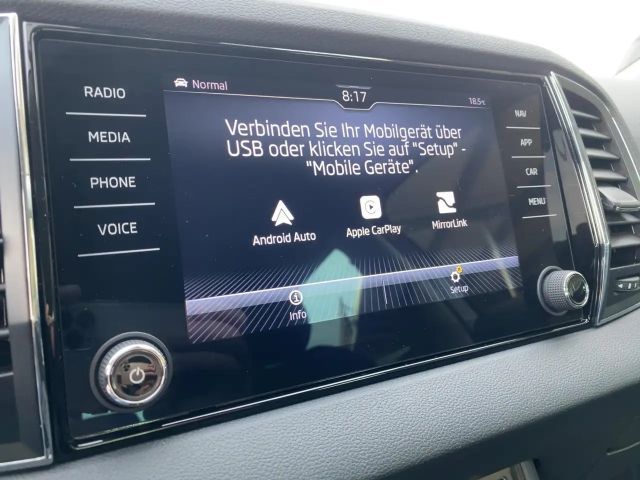 RADIO
MEDIA
PHONE
VOICE
Normal
8:17
18.5°C
Verbinden Sie Ihr Mobilgerät über
USB oder klicken Sie auf "Setup" -
"Mobile Geräte".
Android Auto
Apple CarPlay
MirrorLink
Info
Setup
NAV
APP
CAR
MENU